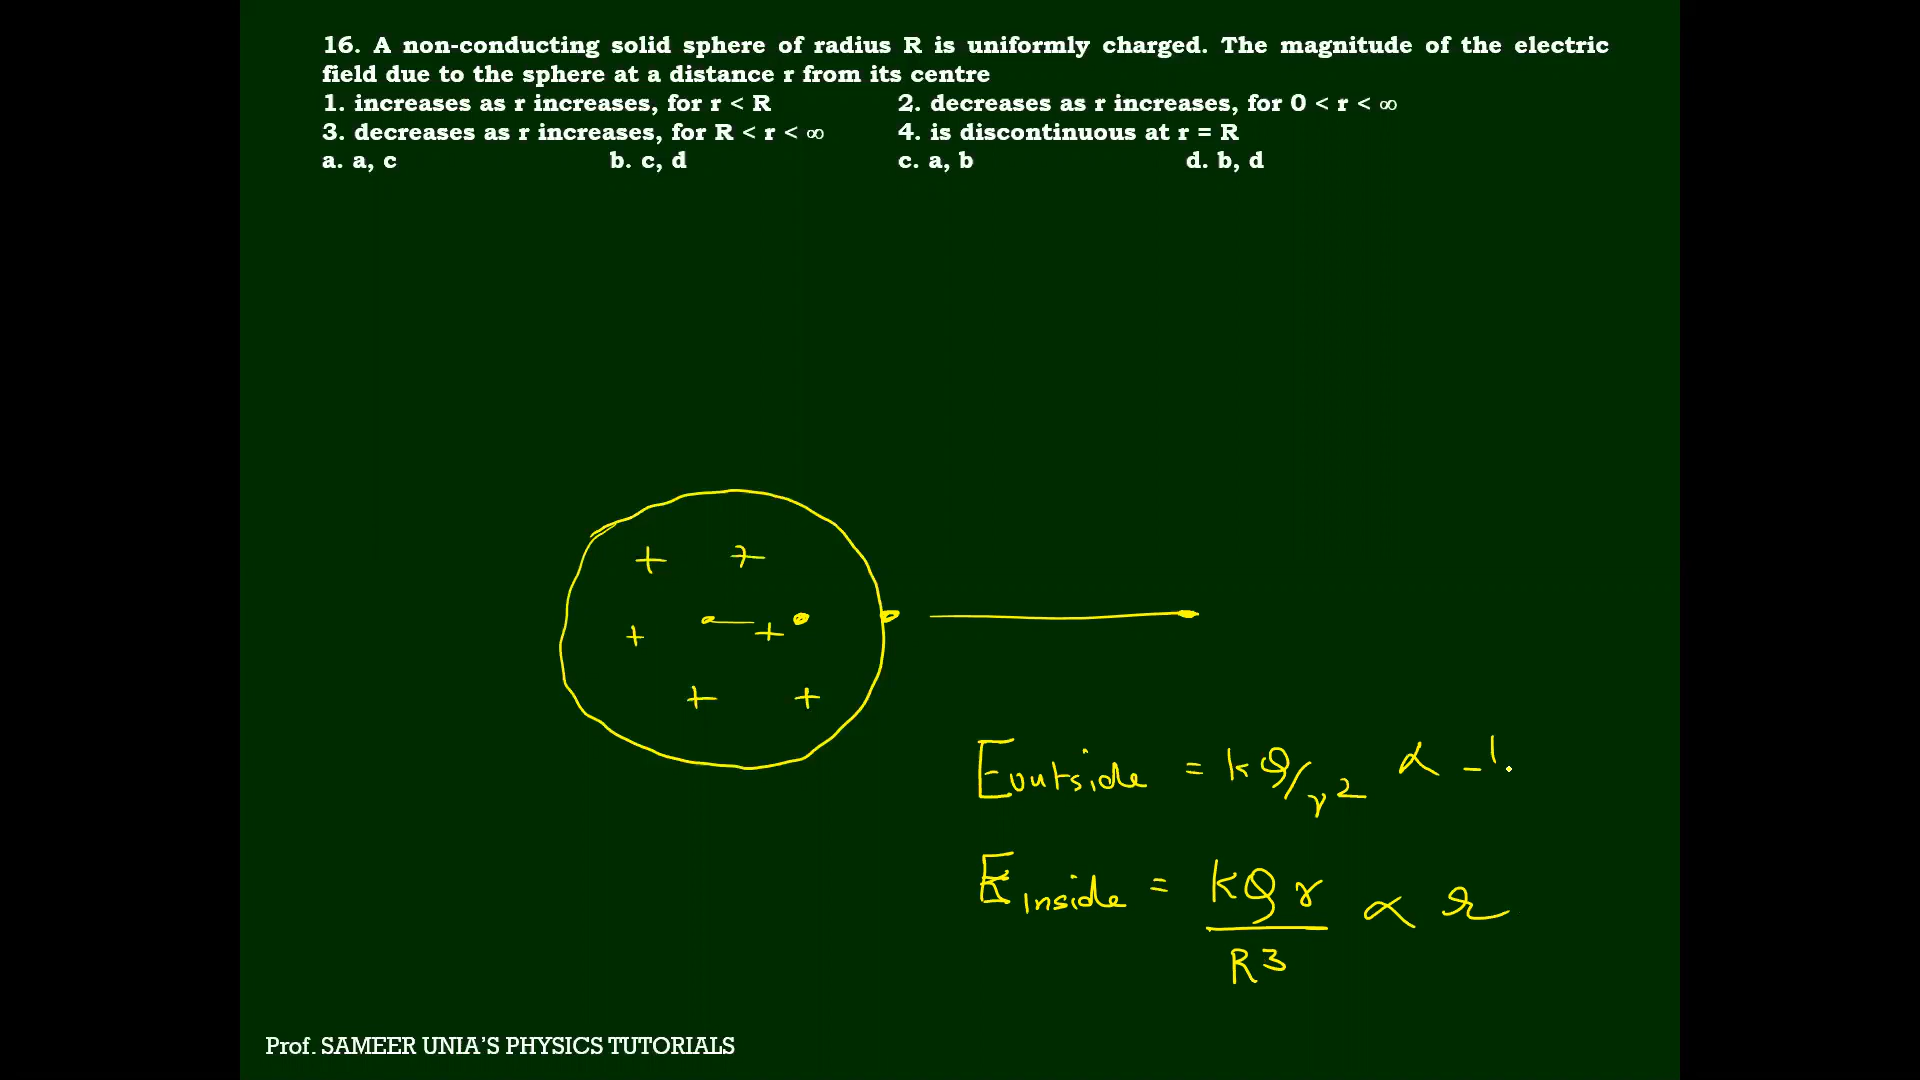 16. A non-conducting solid sphere of radius R is uniformly charged. The magnitude of the electric
field due to the sphere at a distance r from its centre
1. increases as r increases, for r < R 2. decreases as r increases, for 0 < r < ∞
3. decreases as r increases, for R < r < ∞ 4. is discontinuous at r = R
a. a, c b. c, d c. a, b d. b, d
+ +
+ +
+ +
Eoutside = kQ/r² ∝ 1
Einside = kQr/R³ ∝ r
Prof. SAMEER UNIA'S PHYSICS TUTORIALS